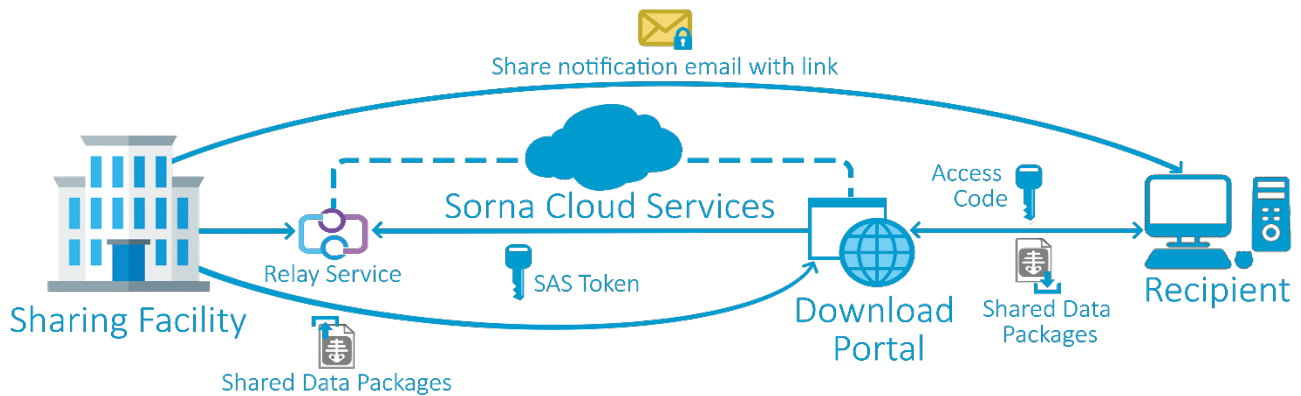 Share notification email with link
Access
Code
Sorna Cloud Services
Relay Service
SAS Token
Sharing Facility
Download
Portal
Shared Data
Packages
Recipient
Shared Data Packages